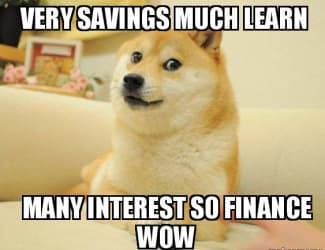 VERY SAVINGS MUCH LEARN
MANY INTEREST SO FINANCE
WOW